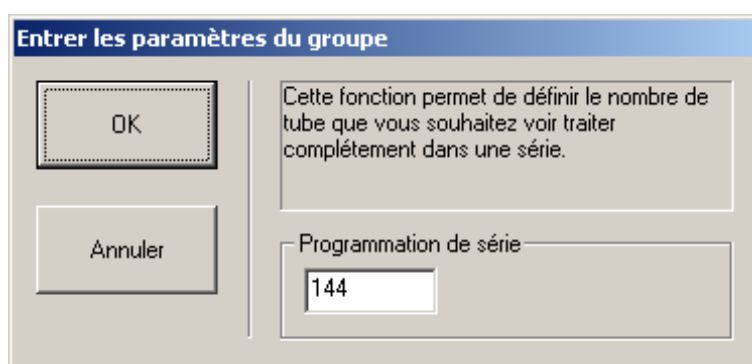 Entrer les paramètres du groupe
OK
Annuler
Cette fonction permet de définir le nombre de
tube que vous souhaitez voir traiter
complétement dans une série.
Programmation de série
144